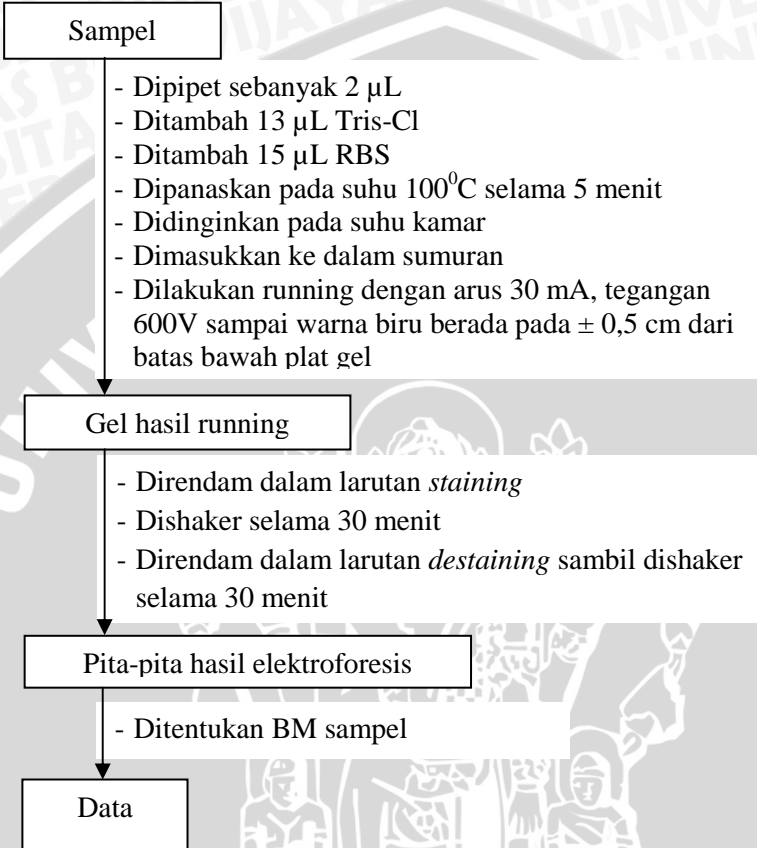 Sampel
- Dipipet sebanyak 2 µL
- Ditambah 13 µL Tris-Cl
- Ditambah 15 µL RBS
- Dipanaskan pada suhu 100⁰C selama 5 menit
- Didinginkan pada suhu kamar
- Dimasukkan ke dalam sumuran
- Dilakukan running dengan arus 30 mA, tegangan
600V sampai warna biru berada pada ± 0,5 cm dari
batas bawah plat gel
Gel hasil running
- Direndam dalam larutan staining
- Dishaker selama 30 menit
- Direndam dalam larutan destaining sambil dishaker
selama 30 menit
Pita-pita hasil elektroforesis
- Ditentukan BM sampel
Data